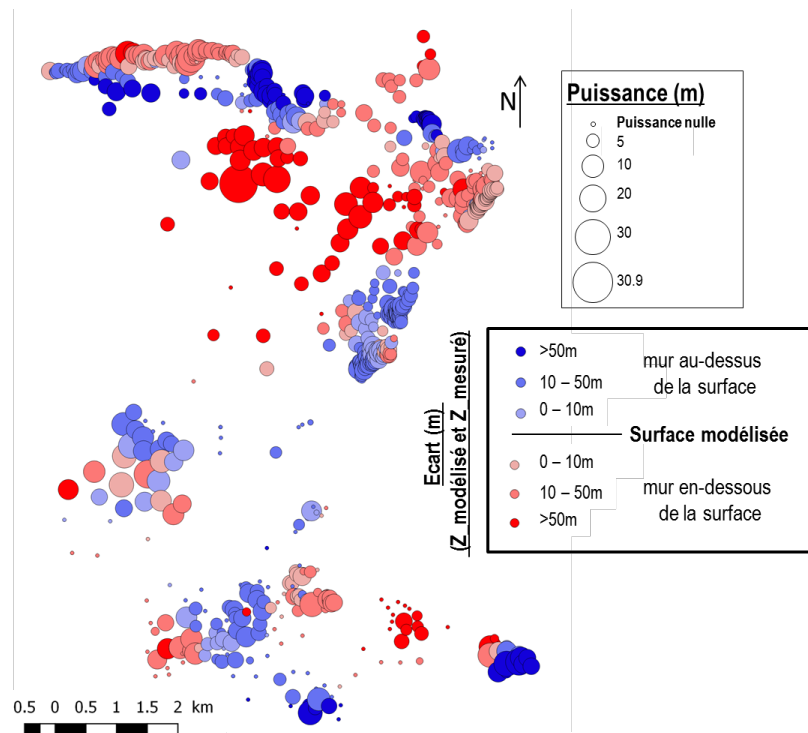 N
Puissance (m)
Puissance nulle
5
10
20
30
30.9
Ecart (m)
(Z_modélisé et Z_mesuré)
>50m
10 – 50m
0 – 10m
mur au-dessus
de la surface
Surface modélisée
0 – 10m
10 – 50m
>50m
mur en-dessous
de la surface
0.5 0 0.5 1 1.5 2 km